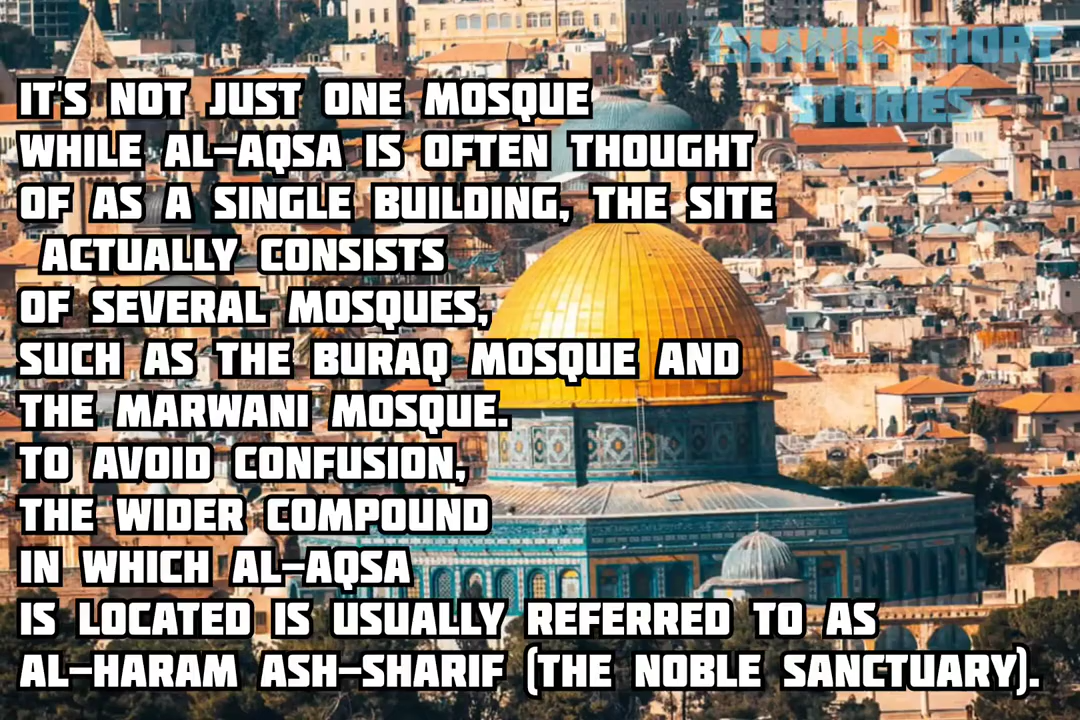 ISLAMIC SHORT
STORIES
IT'S NOT JUST ONE MOSQUE
WHILE AL-AQSA IS OFTEN THOUGHT
OF AS A SINGLE BUILDING, THE SITE
ACTUALLY CONSISTS
OF SEVERAL MOSQUES,
SUCH AS THE BURAQ MOSQUE AND
THE MARWANI MOSQUE.
TO AVOID CONFUSION,
THE WIDER COMPOUND
IN WHICH AL-AQSA
IS LOCATED IS USUALLY REFERRED TO AS
AL-HARAM ASH-SHARIF (THE NOBLE SANCTUARY).